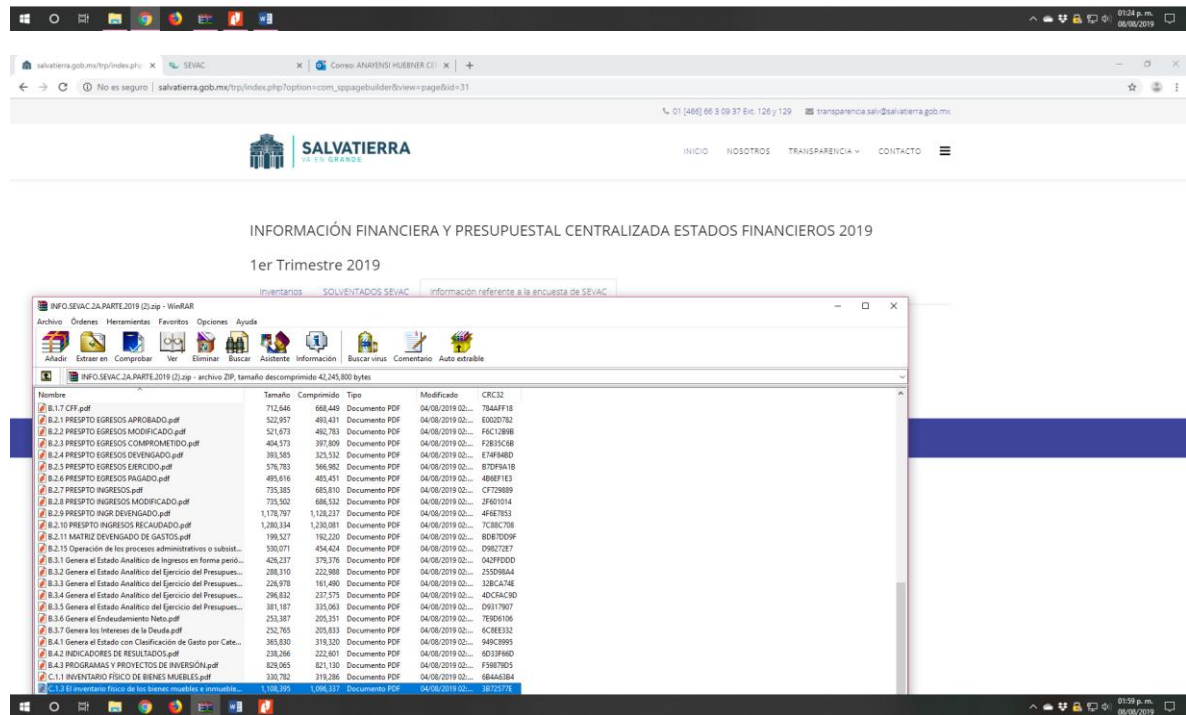 01:24 p. m.
08/08/2019
salvatierra.gob.mx/trp/index.php SEVAC Correo: ANAYENSI HUEBNER CEI
No es seguro | salvatierra.gob.mx/trp/index.php?option=com_sppagebuilder&view=page&id=31
01 [466] 66 3 09 37 Ext. 126 y 129 transparencia.salv@salvatierra.gob.mx
SALVATIERRA
VA EN GRANDE
INICIO NOSOTROS TRANSPARENCIA CONTACTO
INFORMACIÓN FINANCIERA Y PRESUPUESTAL CENTRALIZADA ESTADOS FINANCIEROS 2019
1er Trimestre 2019
Inventarios SOLVENTADOS SEVAC Información referente a la encuesta de SEVAC
INFO.SEVAC.2A.PARTE.2019 (2).zip - WinRAR
Archivo Órdenes Herramientas Favoritos Opciones Ayuda
Añadir Extraer en Comprobar Ver Eliminar Buscar Asistente Información Buscar virus Comentario Auto extraíble
INFO.SEVAC.2A.PARTE.2019 (2).zip - archivo ZIP, tamaño descomprimido 42,245,800 bytes
Nombre Tamaño Comprimido Tipo Modificado CRC32
B.1.7 CFF.pdf 712,646 668,449 Documento PDF 04/08/2019 02:... 784AFF18
B.2.1 PRESPTO EGRESOS APROBADO.pdf 522,957 493,431 Documento PDF 04/08/2019 02:... E002D782
B.2.2 PRESPTO EGRESOS MODIFICADO.pdf 521,673 492,783 Documento PDF 04/08/2019 02:... F6C12B9B
B.2.3 PRESPTO EGRESOS COMPROMETIDO.pdf 404,573 397,809 Documento PDF 04/08/2019 02:... F2B35C6B
B.2.4 PRESPTO EGRESOS DEVENGADO.pdf 393,585 325,532 Documento PDF 04/08/2019 02:... E74FB4BD
B.2.5 PRESPTO EGRESOS EJERCIDO.pdf 576,783 566,982 Documento PDF 04/08/2019 02:... B7DF9A1B
B.2.6 PRESPTO EGRESOS PAGADO.pdf 495,616 485,451 Documento PDF 04/08/2019 02:... 4B6EF1E3
B.2.7 PRESPTO INGRESOS.pdf 735,385 685,810 Documento PDF 04/08/2019 02:... CF729889
B.2.8 PRESPTO INGRESOS MODIFICADO.pdf 735,502 686,532 Documento PDF 04/08/2019 02:... 2F601014
B.2.9 PRESPTO INGR DEVENGADO.pdf 1,178,797 1,128,237 Documento PDF 04/08/2019 02:... 4F6E7853
B.2.10 PRESPTO INGRESOS RECAUDADO.pdf 1,280,334 1,230,081 Documento PDF 04/08/2019 02:... 7C88C708
B.2.11 MATRIZ DEVENGADO DE GASTOS.pdf 199,527 192,220 Documento PDF 04/08/2019 02:... BDB7DD9F
B.2.15 Operación de los procesos administrativos o subsist... 530,071 454,424 Documento PDF 04/08/2019 02:... D98272E7
B.3.1 Genera el Estado Analítico de Ingresos en forma perió... 426,237 379,376 Documento PDF 04/08/2019 02:... 042FFDDD
B.3.2 Genera el Estado Analítico del Ejercicio del Presupues... 288,310 222,988 Documento PDF 04/08/2019 02:... 255D98A4
B.3.3 Genera el Estado Analítico del Ejercicio del Presupues... 226,978 161,490 Documento PDF 04/08/2019 02:... 32BCA74E
B.3.4 Genera el Estado Analítico del Ejercicio del Presupues... 296,832 237,575 Documento PDF 04/08/2019 02:... 4DCFAC9D
B.3.5 Genera el Estado Analítico del Ejercicio del Presupues... 381,187 335,063 Documento PDF 04/08/2019 02:... D9317907
B.3.6 Genera el Endeudamiento Neto.pdf 253,387 205,351 Documento PDF 04/08/2019 02:... 7E9D6106
B.3.7 Genera los Intereses de la Deuda.pdf 252,765 205,833 Documento PDF 04/08/2019 02:... 6C8EE332
B.4.1 Genera el Estado con Clasificación de Gasto por Cate... 365,830 319,320 Documento PDF 04/08/2019 02:... 949C8995
B.4.2 INDICADORES DE RESULTADOS.pdf 238,266 222,601 Documento PDF 04/08/2019 02:... 6D33F66D
B.4.3 PROGRAMAS Y PROYECTOS DE INVERSIÓN.pdf 829,065 821,130 Documento PDF 04/08/2019 02:... F59879D5
C.1.1 INVENTARIO FÍSICO DE BIENES MUEBLES.pdf 330,782 319,286 Documento PDF 04/08/2019 02:... 6B4A63B4
C.1.3 El inventario físico de los bienes muebles e inmueble... 1,108,395 1,096,337 Documento PDF 04/08/2019 02:... 3B72577E
01:59 p. m.
08/08/2019